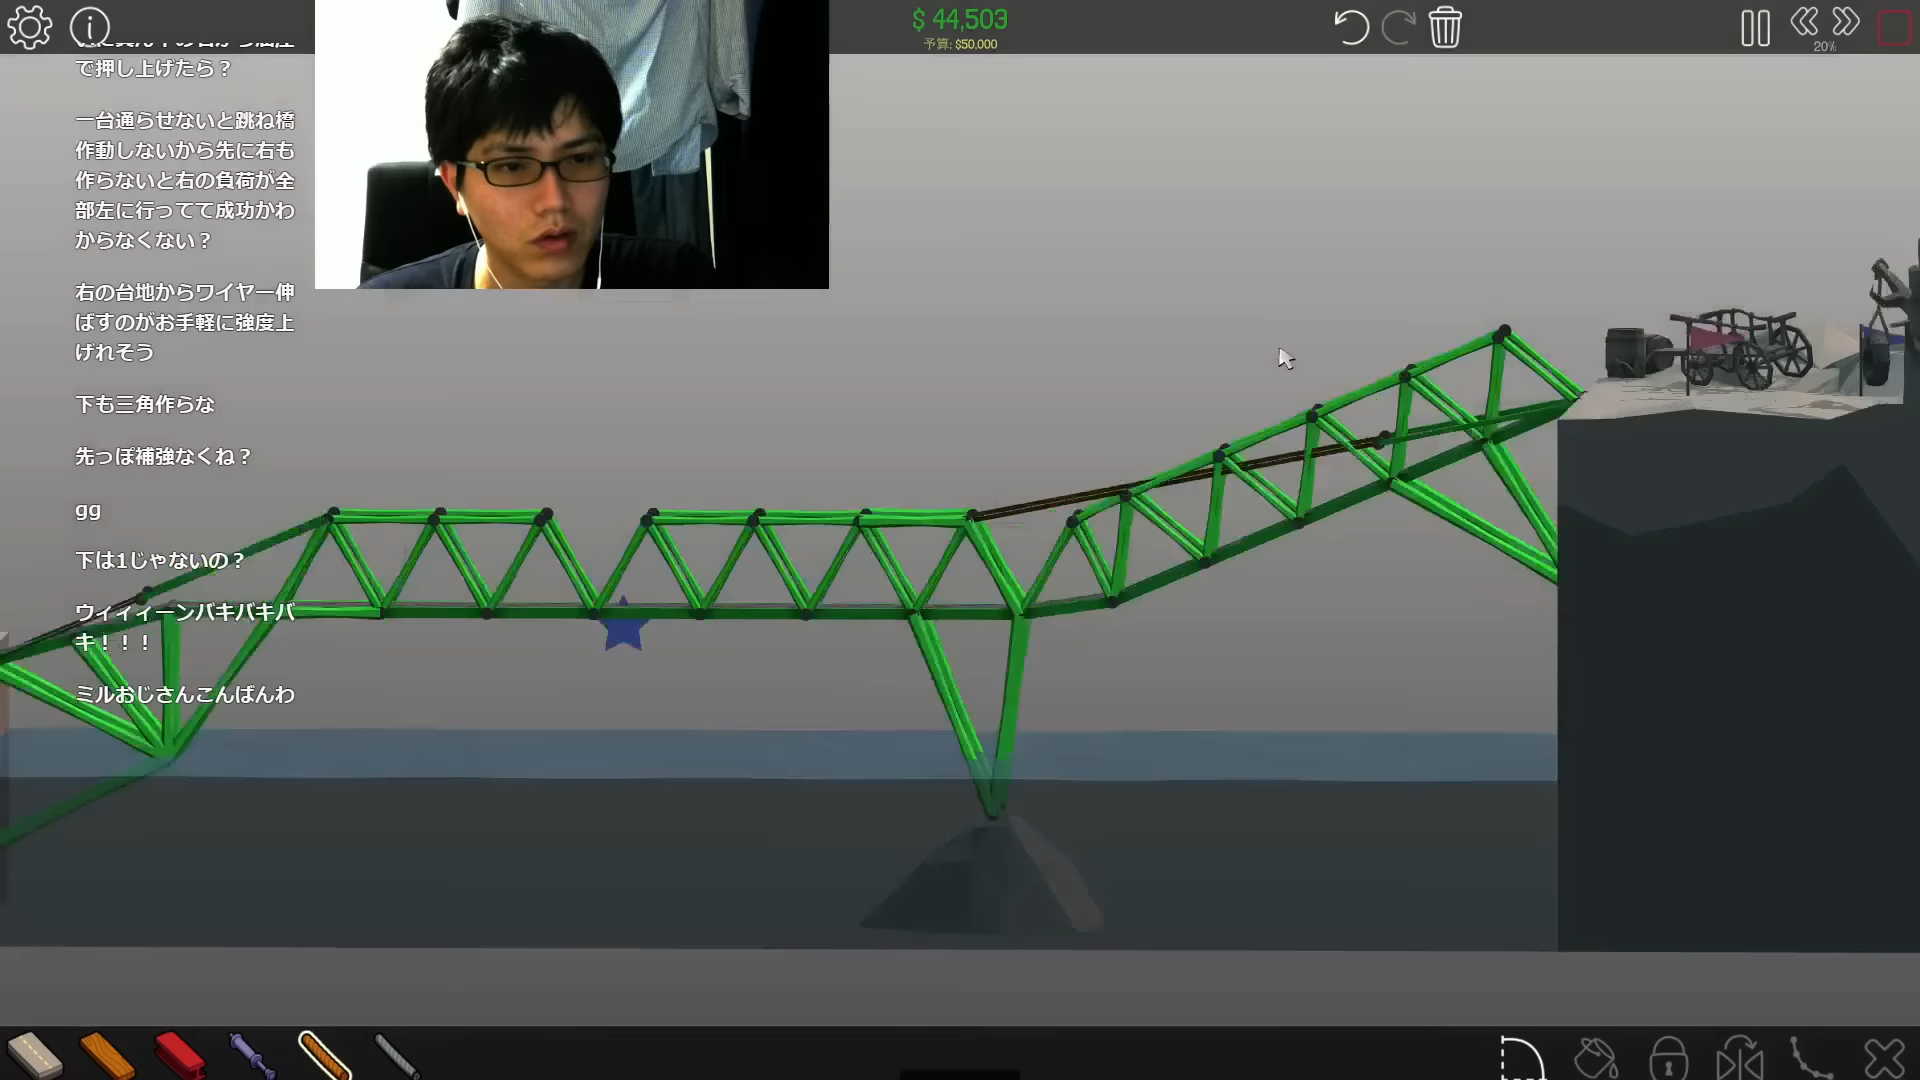 $ 44,503
予算: $50,000
20%
で押し上げたら？
一台通らせないと跳ね橋
作動しないから先に右も
作らないと右の負荷が全
部左に行ってて成功かわ
からなくない？
右の台地からワイヤー伸
ばすのがお手軽に強度上
げれそう
下も三角作らな
先っぽ補強なくね？
gg
下は1じゃないの？
ウィィィーンバキバキバ
キ！！！
ミルおじさんこんばんわ